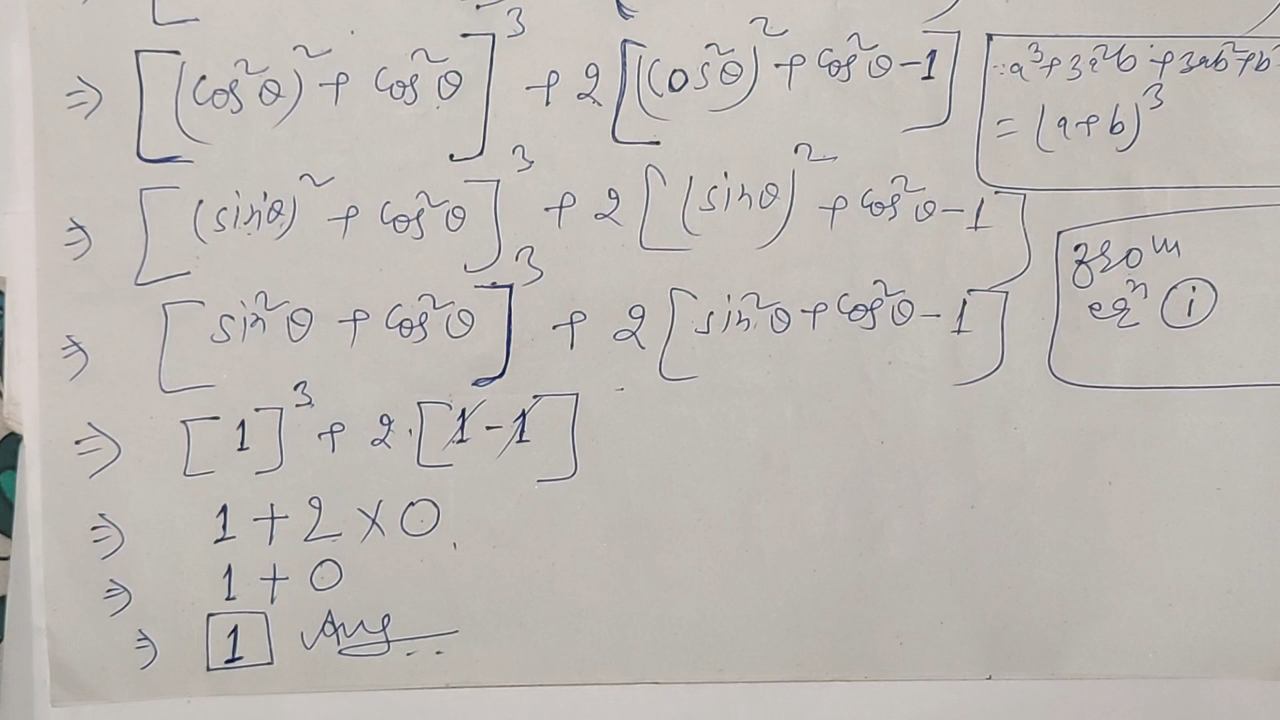 ⇒ [(cos²θ)² + cos²θ]³ + 2[(cos²θ)² + cos²θ-1]
∵ a³+3a²b+3ab²+b³
= (a+b)³
⇒ [(sinθ)² + cos²θ]³ + 2[(sinθ)² + cos²θ-1]
from
eqⁿ (i)
⇒ [sin²θ + cos²θ]³ + 2[sin²θ+cos²θ-1]
⇒ [1]³ + 2.[1-1]
⇒ 1+2×0
⇒ 1+0
⇒ 1 Ans